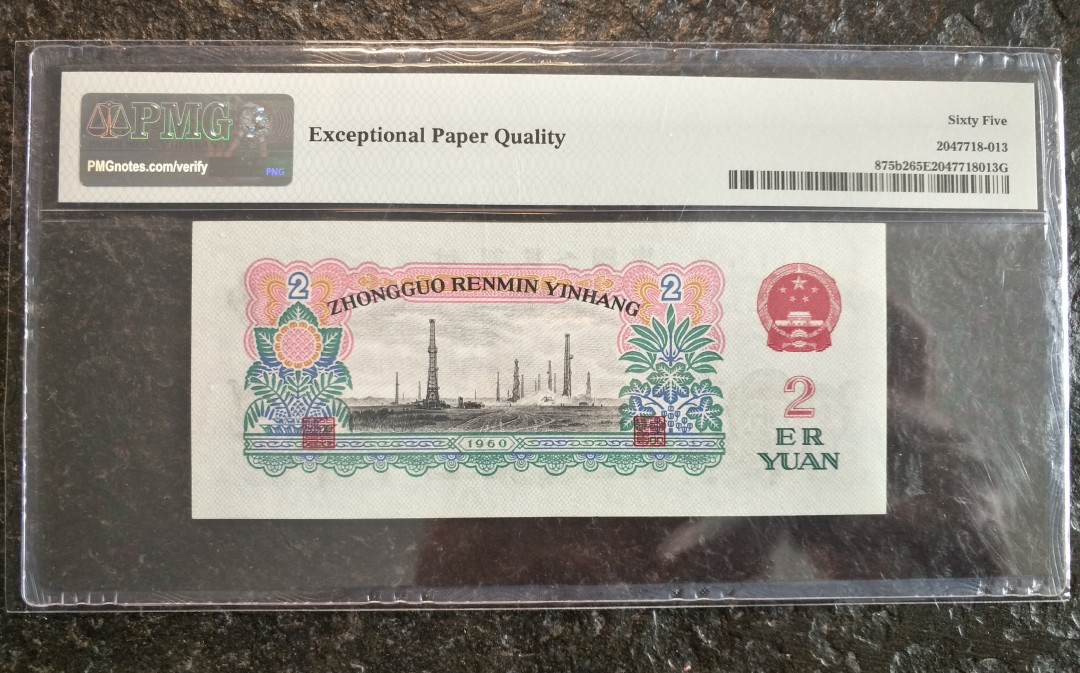 PMG
PMGnotes.com/verify
PNG
Exceptional Paper Quality
Sixty Five
2047718-013
875b265E2047718013G
2
ZHONGGUO RENMIN YINHANG
2
1960
2
ER
YUAN